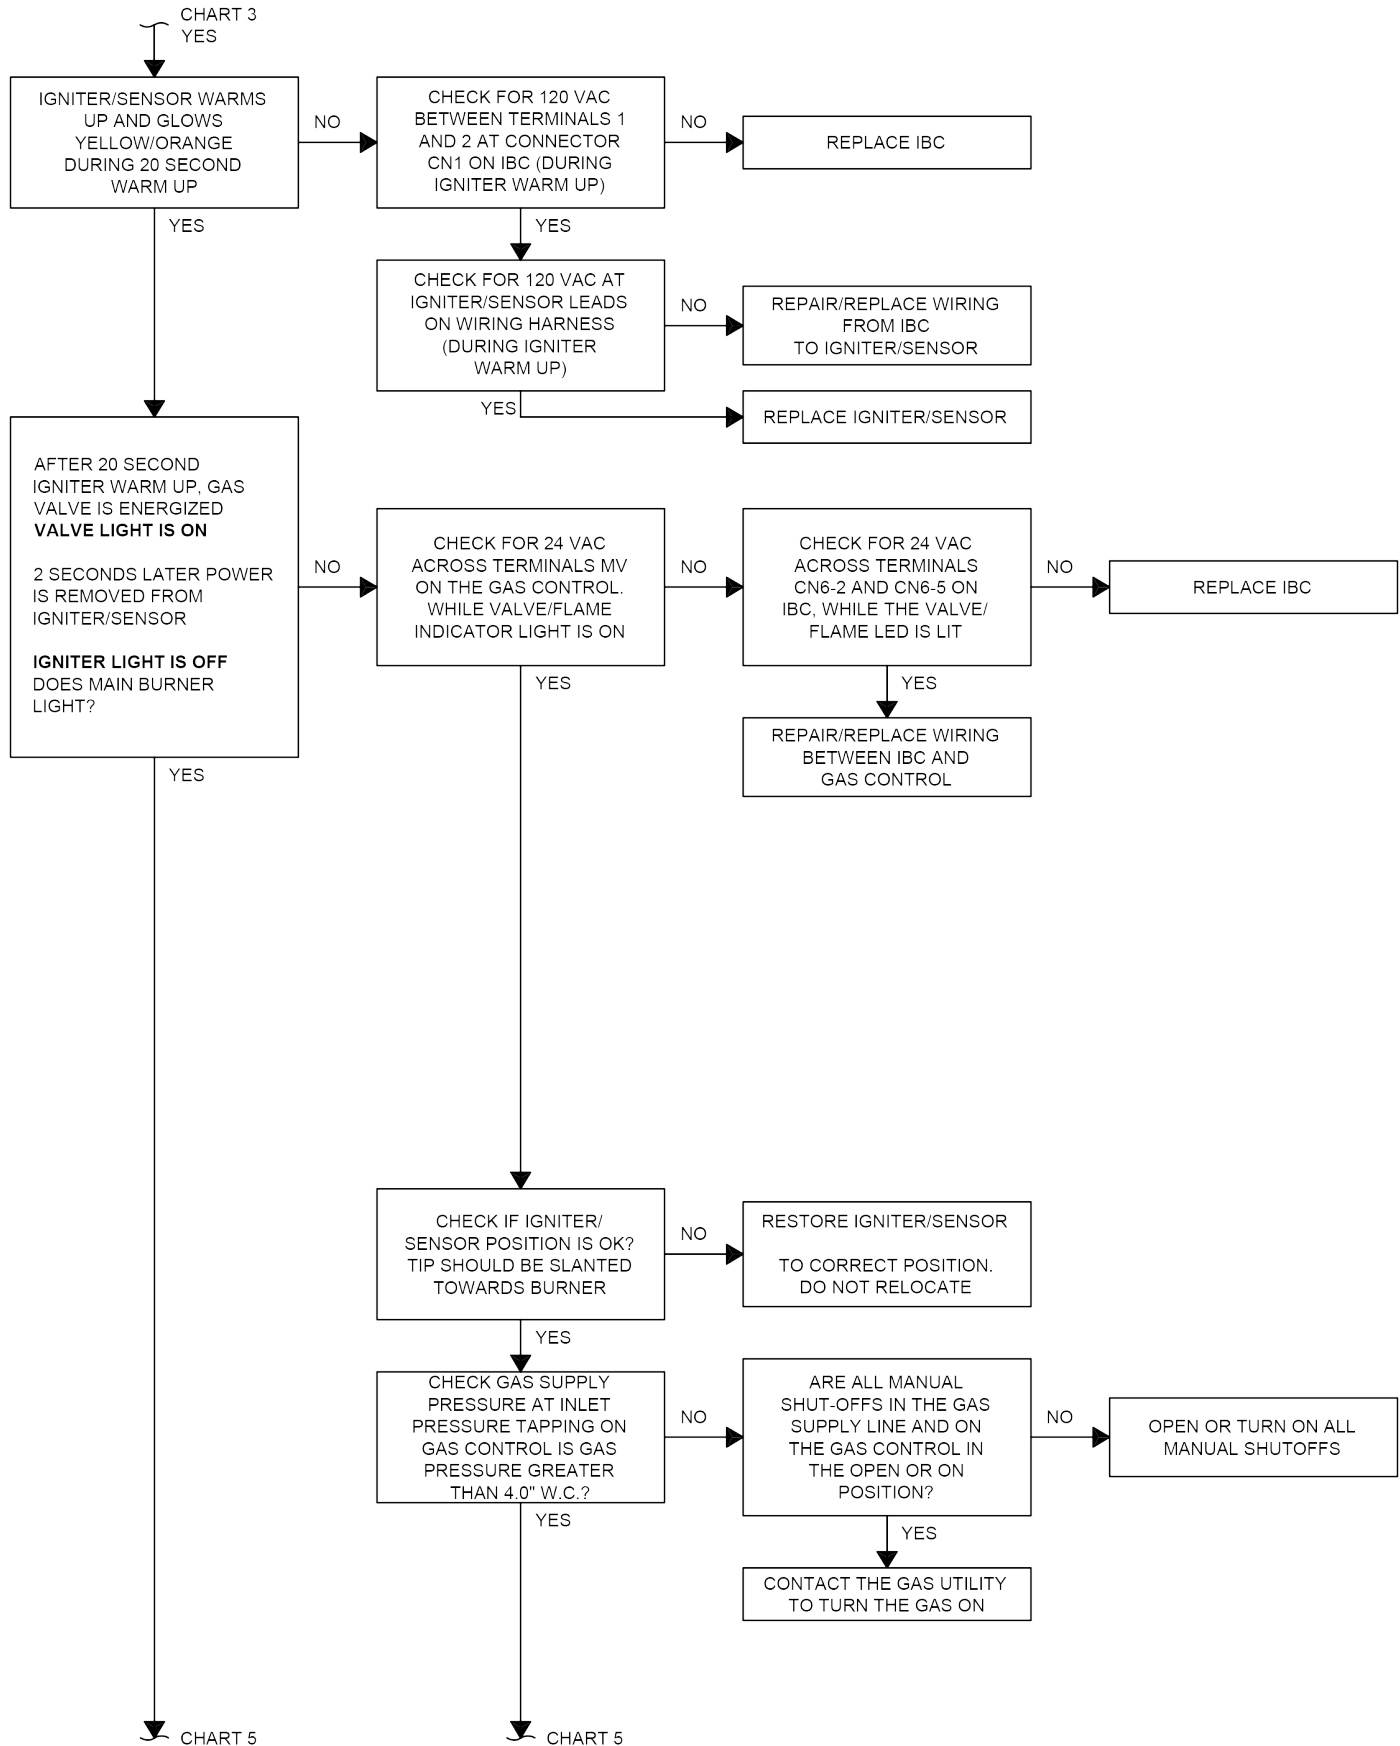 CHART 3
YES
IGNITER/SENSOR WARMS
UP AND GLOWS
YELLOW/ORANGE
DURING 20 SECOND
WARM UP
NO
CHECK FOR 120 VAC
BETWEEN TERMINALS 1
AND 2 AT CONNECTOR
CN1 ON IBC (DURING
IGNITER WARM UP)
NO
REPLACE IBC
YES
YES
CHECK FOR 120 VAC AT
IGNITER/SENSOR LEADS
ON WIRING HARNESS
(DURING IGNITER
WARM UP)
NO
REPAIR/REPLACE WIRING
FROM IBC
TO IGNITER/SENSOR
YES
REPLACE IGNITER/SENSOR
AFTER 20 SECOND
IGNITER WARM UP, GAS
VALVE IS ENERGIZED
VALVE LIGHT IS ON
2 SECONDS LATER POWER
IS REMOVED FROM
IGNITER/SENSOR
IGNITER LIGHT IS OFF
DOES MAIN BURNER
LIGHT?
NO
CHECK FOR 24 VAC
ACROSS TERMINALS MV
ON THE GAS CONTROL.
WHILE VALVE/FLAME
INDICATOR LIGHT IS ON
NO
CHECK FOR 24 VAC
ACROSS TERMINALS
CN6-2 AND CN6-5 ON
IBC, WHILE THE VALVE/
FLAME LED IS LIT
NO
REPLACE IBC
YES
YES
REPAIR/REPLACE WIRING
BETWEEN IBC AND
GAS CONTROL
YES
CHECK IF IGNITER/
SENSOR POSITION IS OK?
TIP SHOULD BE SLANTED
TOWARDS BURNER
NO
RESTORE IGNITER/SENSOR
TO CORRECT POSITION.
DO NOT RELOCATE
YES
CHECK GAS SUPPLY
PRESSURE AT INLET
PRESSURE TAPPING ON
GAS CONTROL IS GAS
PRESSURE GREATER
THAN 4.0" W.C.?
NO
ARE ALL MANUAL
SHUT-OFFS IN THE GAS
SUPPLY LINE AND ON
THE GAS CONTROL IN
THE OPEN OR ON
POSITION?
NO
OPEN OR TURN ON ALL
MANUAL SHUTOFFS
YES
YES
CONTACT THE GAS UTILITY
TO TURN THE GAS ON
CHART 5
CHART 5